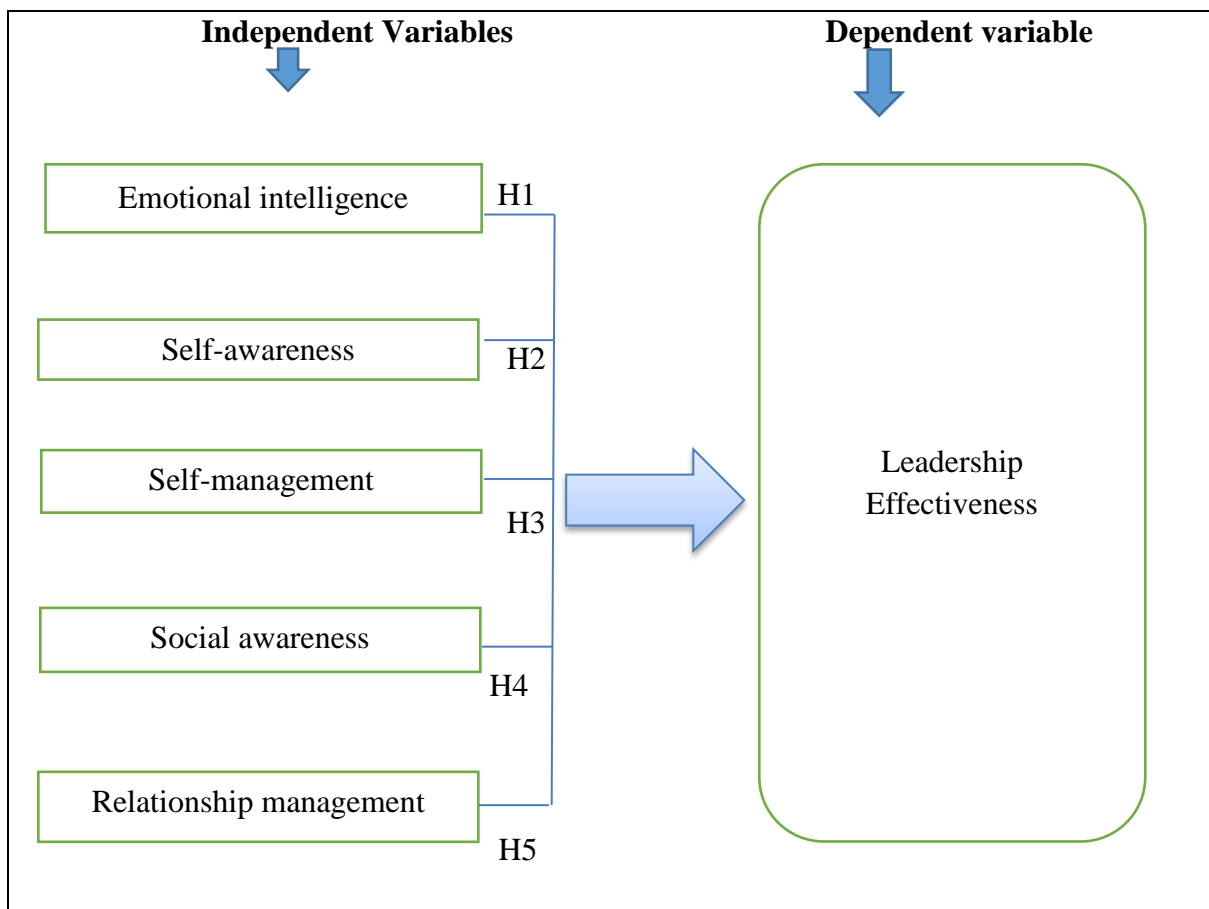 Independent Variables
Dependent variable
Emotional intelligence
H1
Self-awareness
H2
Self-management
H3
Social awareness
H4
Relationship management
H5
Leadership
Effectiveness